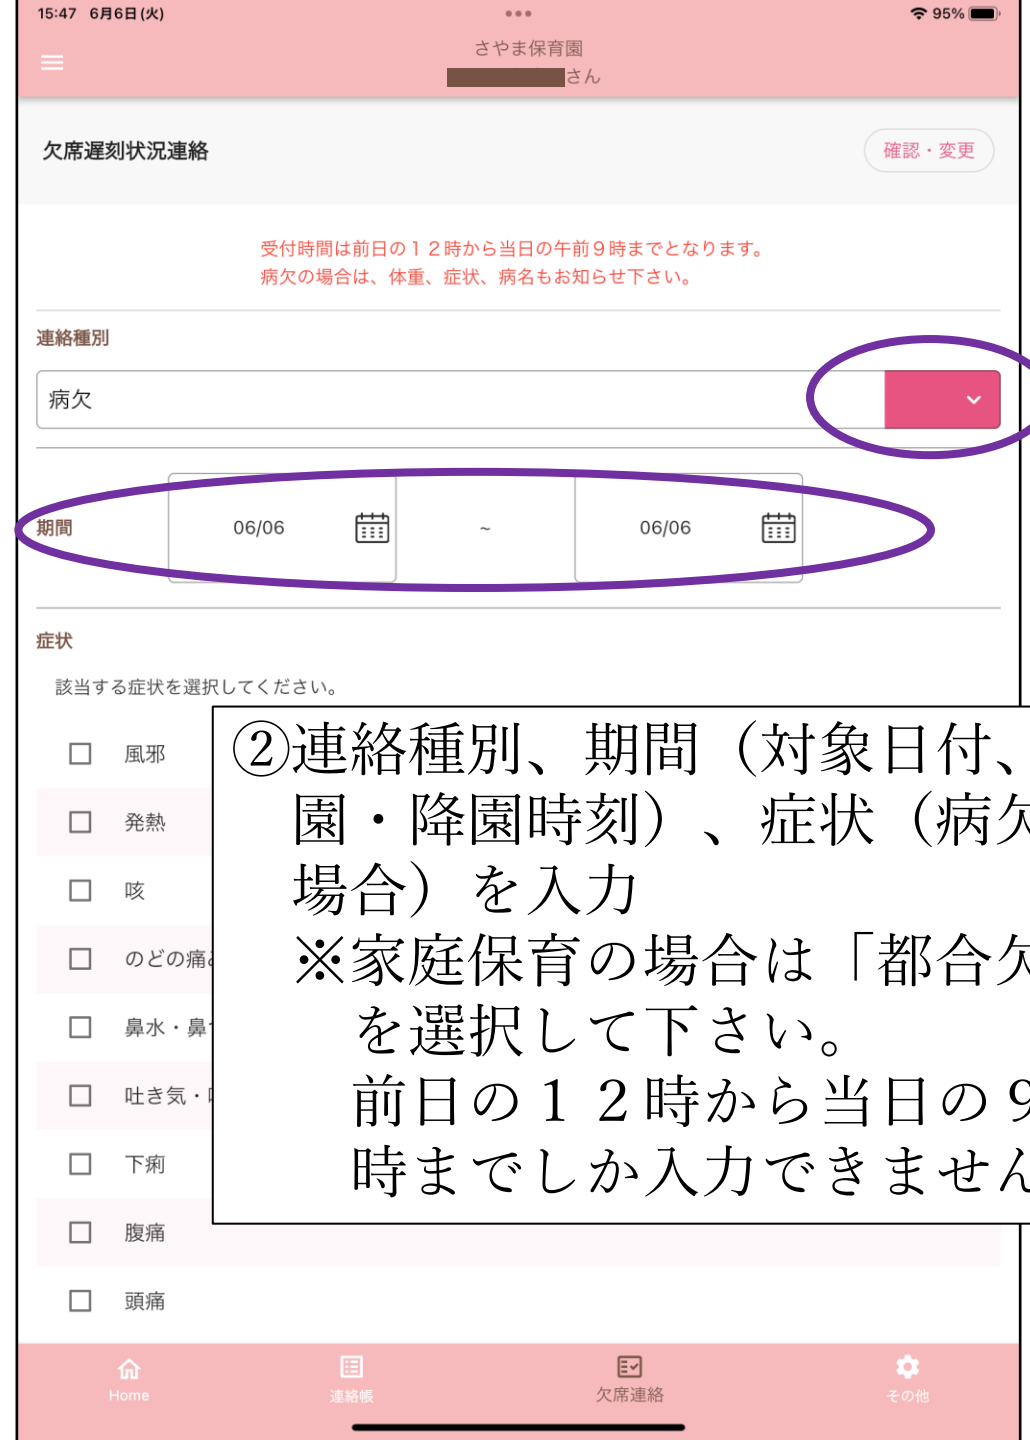 15:47 6月6日(火)
95%
さやま保育園
さん
欠席遅刻状況連絡
確認・変更
受付時間は前日の１２時から当日の午前９時までとなります。
病欠の場合は、体重、症状、病名もお知らせ下さい。
連絡種別
病欠
期間
06/06
~
06/06
症状
該当する症状を選択してください。
風邪
発熱
咳
のどの痛
鼻水・鼻
吐き気・
下痢
腹痛
頭痛
②連絡種別、期間（対象日付、
園・降園時刻）、症状（病欠
場合）を入力
※家庭保育の場合は「都合欠
を選択して下さい。
前日の１２時から当日の９
時までしか入力できません
Home
連絡帳
欠席連絡
その他